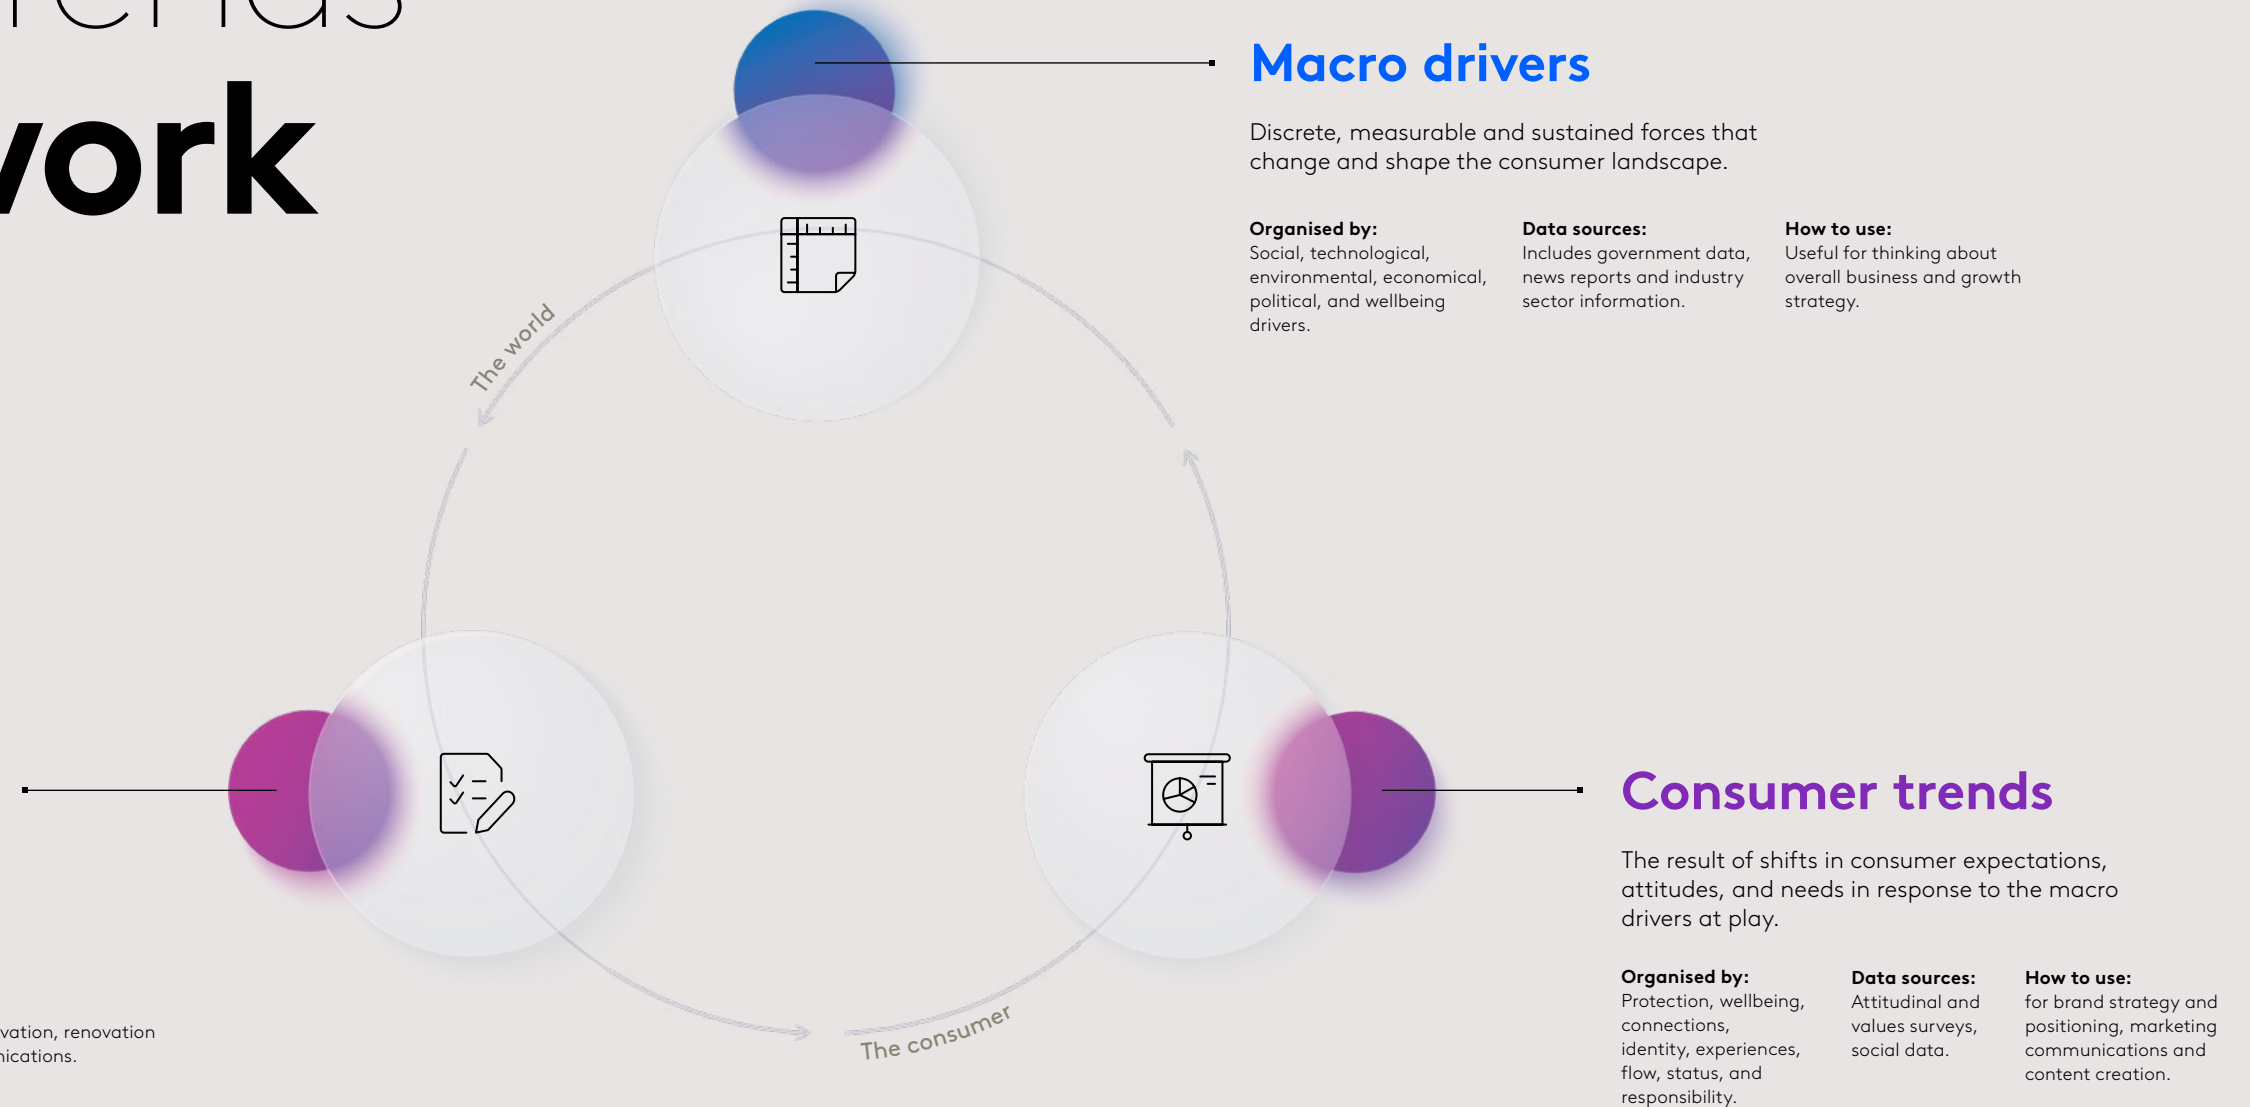 work
Macro drivers
Discrete, measurable and sustained forces that
change and shape the consumer landscape.
Organised by:
Social, technological,
environmental, economical,
political, and wellbeing
drivers.
Data sources:
Includes government data,
news reports and industry
sector information.
How to use:
Useful for thinking about
overall business and growth
strategy.
The world
The consumer
Consumer trends
The result of shifts in consumer expectations,
attitudes, and needs in response to the macro
drivers at play.
Organised by:
Protection, wellbeing,
connections,
identity, experiences,
flow, status, and
responsibility.
Data sources:
Attitudinal and
values surveys,
social data.
How to use:
for brand strategy and
positioning, marketing
communications and
content creation.
vation, renovation
nications.